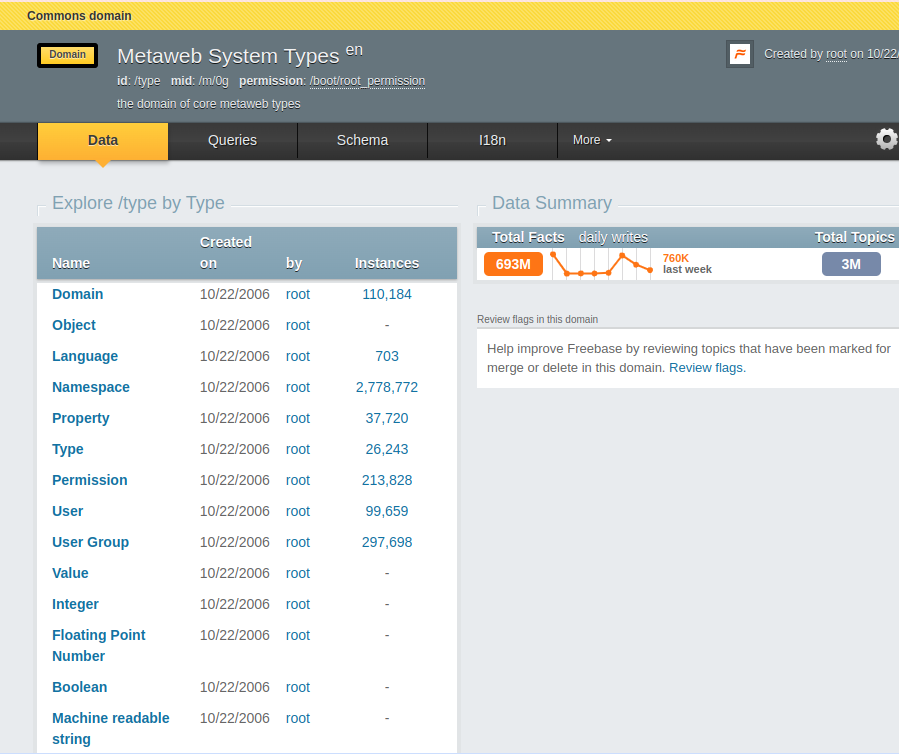 Commons domain
Domain
Metaweb System Types en
id: /type mid: /m/0g permission: /boot/root_permission
the domain of core metaweb types
Created by root on 10/22/
Data
Queries
Schema
I18n
More
Explore /type by Type
Name Created on by Instances
Domain 10/22/2006 root 110,184
Object 10/22/2006 root -
Language 10/22/2006 root 703
Namespace 10/22/2006 root 2,778,772
Property 10/22/2006 root 37,720
Type 10/22/2006 root 26,243
Permission 10/22/2006 root 213,828
User 10/22/2006 root 99,659
User Group 10/22/2006 root 297,698
Value 10/22/2006 root -
Integer 10/22/2006 root -
Floating Point 10/22/2006 root -
Number
Boolean 10/22/2006 root -
Machine readable 10/22/2006 root -
string
Data Summary
Total Facts daily writes Total Topics
693M 760K 3M
last week
Review flags in this domain
Help improve Freebase by reviewing topics that have been marked for
merge or delete in this domain. Review flags.